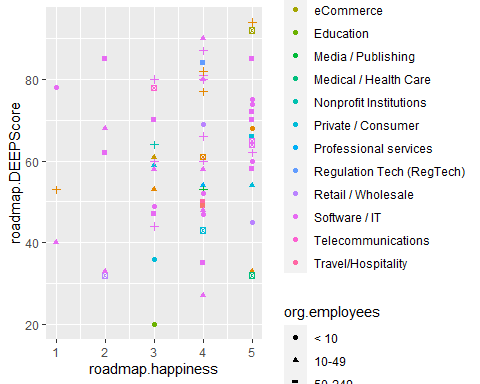 roadmap.DEEPScore
80
60
40
20
1 2 3 4 5
roadmap.happiness
eCommerce
Education
Media / Publishing
Medical / Health Care
Nonprofit Institutions
Private / Consumer
Professional services
Regulation Tech (RegTech)
Retail / Wholesale
Software / IT
Telecommunications
Travel/Hospitality
org.employees
< 10
10-49
50-249